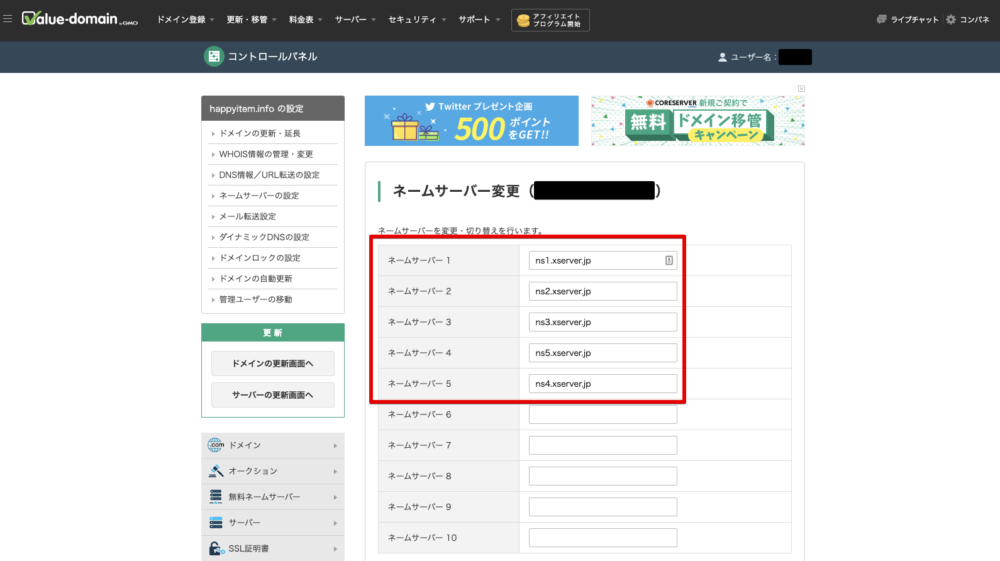 Value-domain by GMO
ドメイン登録 更新・移管 料金表 サーバー セキュリティ サポート
アフィリエイト
プログラム開始
ライブチャット コンパネ
コントロールパネル
ユーザー名：
happyitem.info の設定
ドメインの更新・延長
WHOIS情報の管理・変更
DNS情報／URL転送の設定
ネームサーバーの設定
メール転送設定
ダイナミックDNSの設定
ドメインロックの設定
ドメインの自動更新
管理ユーザーの移動
更新
ドメインの更新画面へ
サーバーの更新画面へ
.com ドメイン
オークション
無料ネームサーバー
サーバー
SSL証明書
Twitter プレゼント企画
500 ポイント
をGET!!
CORESERVER 新規ご契約で
無料 ドメイン移管
キャンペーン
ネームサーバー変更（ ）
ネームサーバーを変更・切り替えを行います。
ネームサーバー 1 ns1.xserver.jp
ネームサーバー 2 ns2.xserver.jp
ネームサーバー 3 ns3.xserver.jp
ネームサーバー 4 ns5.xserver.jp
ネームサーバー 5 ns4.xserver.jp
ネームサーバー 6
ネームサーバー 7
ネームサーバー 8
ネームサーバー 9
ネームサーバー 10